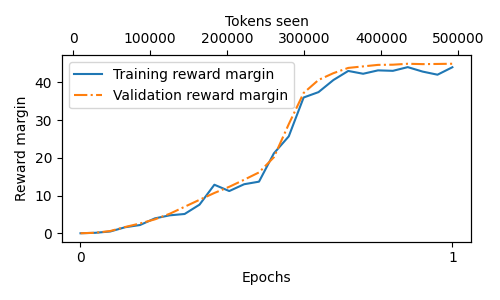 Tokens seen
0 100000 200000 300000 400000 500000
Training reward margin
Validation reward margin
Reward margin
40
30
20
10
0
0 1
Epochs